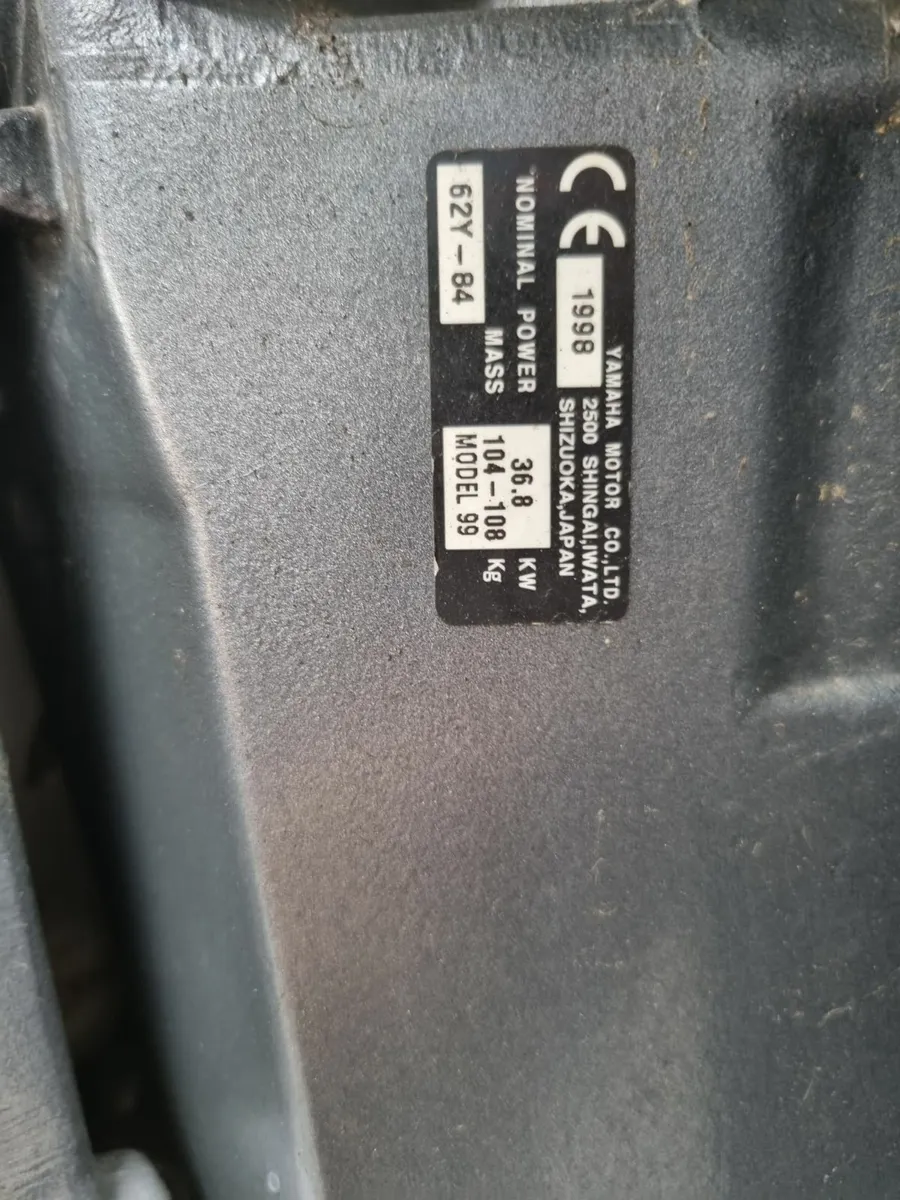 CE 1998 YAMAHA MOTOR CO.,LTD.
2500 SHINGAI,IWATA,
SHIZUOKA,JAPAN
NOMINAL POWER 36.8 KW
MASS 104-108 Kg
62Y-84 MODEL 99